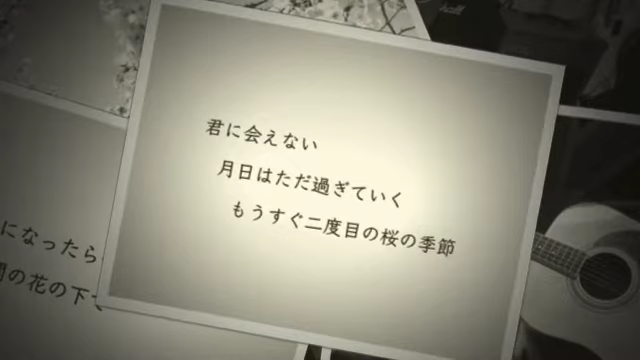 君に会えない
月日はただ過ぎていく
もうすぐ二度目の桜の季節
になったら
の花の下で